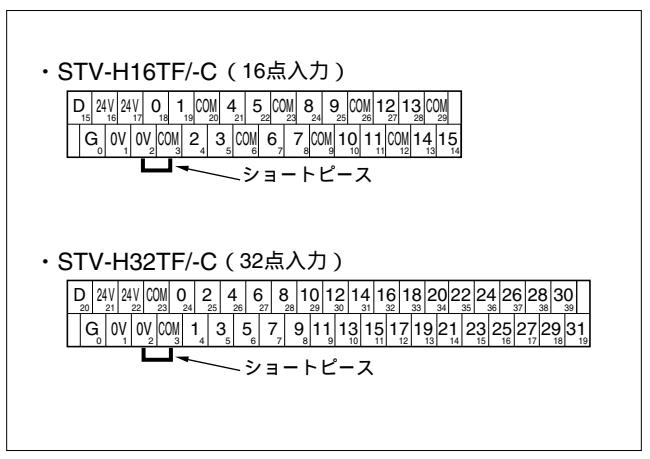 ・STV-H16TF/-C（16点入力）
D 24V 24V 0 1 COM 4 5 COM 8 9 COM 12 13 COM
15 16 17 18 19 20 21 22 23 24 25 26 27 28 29
G 0V 0V COM 2 3 COM 6 7 COM 10 11 COM 14 15
0 1 2 3 4 5 6 7 8 9 10 11 12 13 14
ショートピース
・STV-H32TF/-C（32点入力）
D 24V 24V COM 0 2 4 6 8 10 12 14 16 18 20 22 24 26 28 30
20 21 22 23 24 25 26 27 28 29 30 31 32 33 34 35 36 37 38 39
G 0V 0V COM 1 3 5 7 9 11 13 15 17 19 21 23 25 27 29 31
0 1 2 3 4 5 6 7 8 9 10 11 12 13 14 15 16 17 18 19
ショートピース